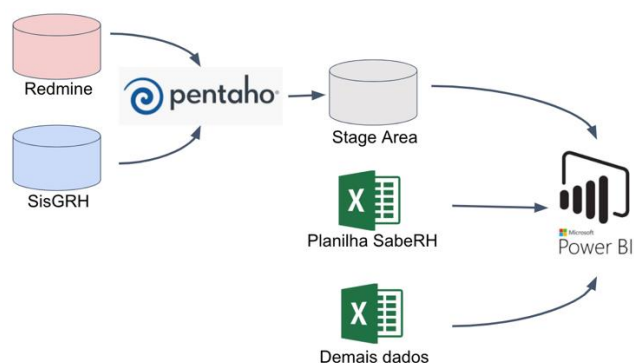 Redmine
pentaho
Stage Area
SisGRH
X
Planilha SabeRH
Microsoft
Power BI
X
Demais dados